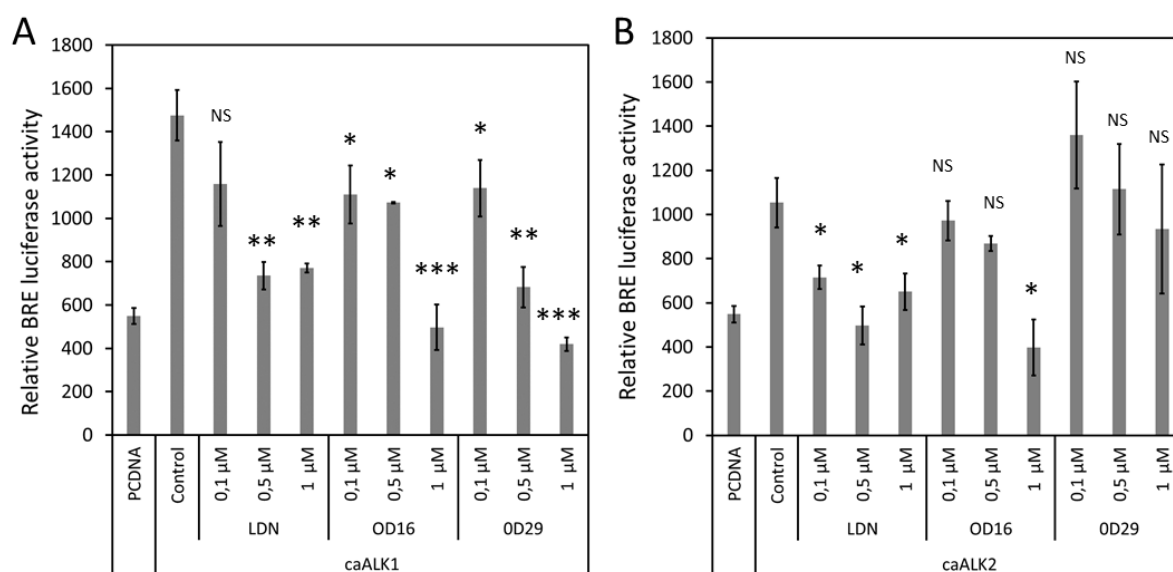 A
Relative BRE luciferase activity
1800
1600
1400
1200
1000
800
600
400
200
0
NS
**
**
*
*
***
*
**
***
PCDNA
Control
0,1 µM
0,5 µM
1 µM
0,1 µM
0,5 µM
1 µM
0,1 µM
0,5 µM
1 µM
LDN
OD16
0D29
caALK1
B
Relative BRE luciferase activity
1800
1600
1400
1200
1000
800
600
400
200
0
*
*
*
NS
NS
*
NS
NS
NS
PCDNA
Control
0,1 µM
0,5 µM
1 µM
0,1 µM
0,5 µM
1 µM
0,1 µM
0,5 µM
1 µM
LDN
OD16
0D29
caALK2